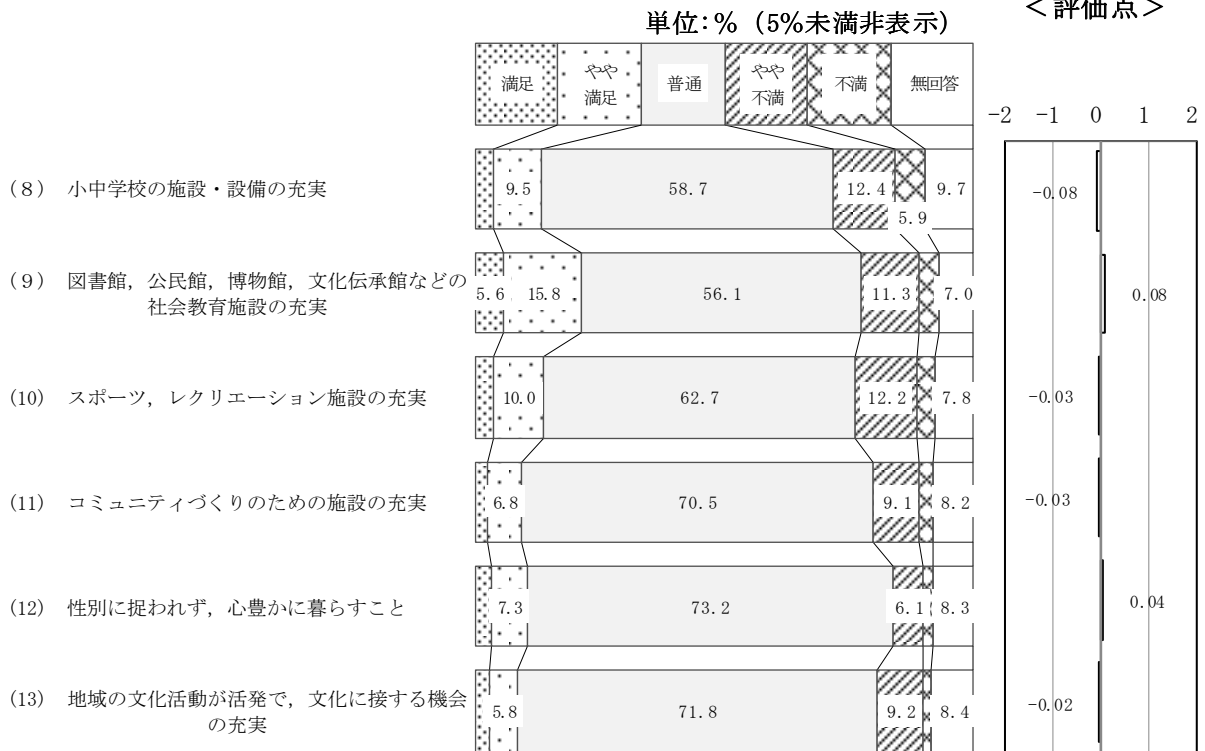 ＜評価点＞
単位：％（5％未満非表示）
満足
やや
満足
普通
やや
不満
不満
無回答
-2 -1 0 1 2
（8） 小中学校の施設・設備の充実
9.5 58.7 12.4 5.9 9.7
-0.08
（9） 図書館，公民館，博物館，文化伝承館などの
社会教育施設の充実
5.6 15.8 56.1 11.3 7.0
0.08
（10） スポーツ，レクリエーション施設の充実
10.0 62.7 12.2 7.8
-0.03
（11） コミュニティづくりのための施設の充実
6.8 70.5 9.1 8.2
-0.03
（12） 性別に捉われず，心豊かに暮らすこと
7.3 73.2 6.1 8.3
0.04
（13） 地域の文化活動が活発で，文化に接する機会
の充実
5.8 71.8 9.2 8.4
-0.02